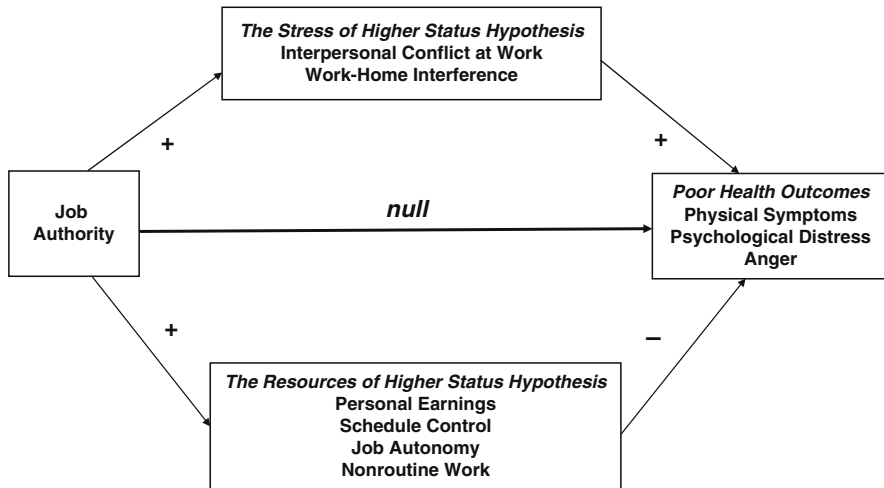 The Stress of Higher Status Hypothesis
Interpersonal Conflict at Work
Work-Home Interference
+
+
Job
Authority
null
Poor Health Outcomes
Physical Symptoms
Psychological Distress
Anger
+
–
The Resources of Higher Status Hypothesis
Personal Earnings
Schedule Control
Job Autonomy
Nonroutine Work